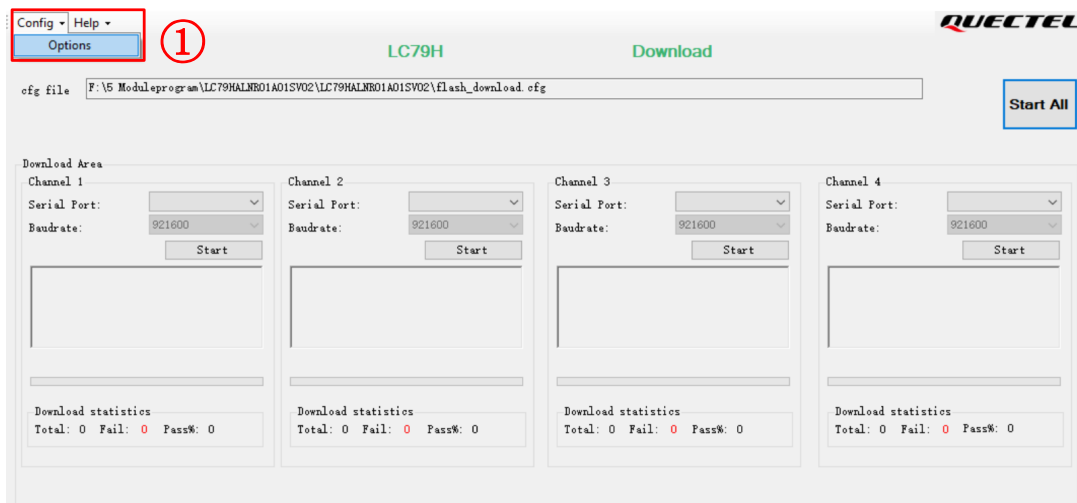 Config Help
QUECTEL
Options
①
LC79H Download
cfg file F:\5 Moduleprogram\LC79HALNR01A01SV02\LC79HALNR01A01SV02\flash_download.cfg
Start All
Download Area
Channel 1
Serial Port:
Baudrate: 921600
Start
Download statistics
Total: 0 Fail: 0 Pass%: 0
Channel 2
Serial Port:
Baudrate: 921600
Start
Download statistics
Total: 0 Fail: 0 Pass%: 0
Channel 3
Serial Port:
Baudrate: 921600
Start
Download statistics
Total: 0 Fail: 0 Pass%: 0
Channel 4
Serial Port:
Baudrate: 921600
Start
Download statistics
Total: 0 Fail: 0 Pass%: 0